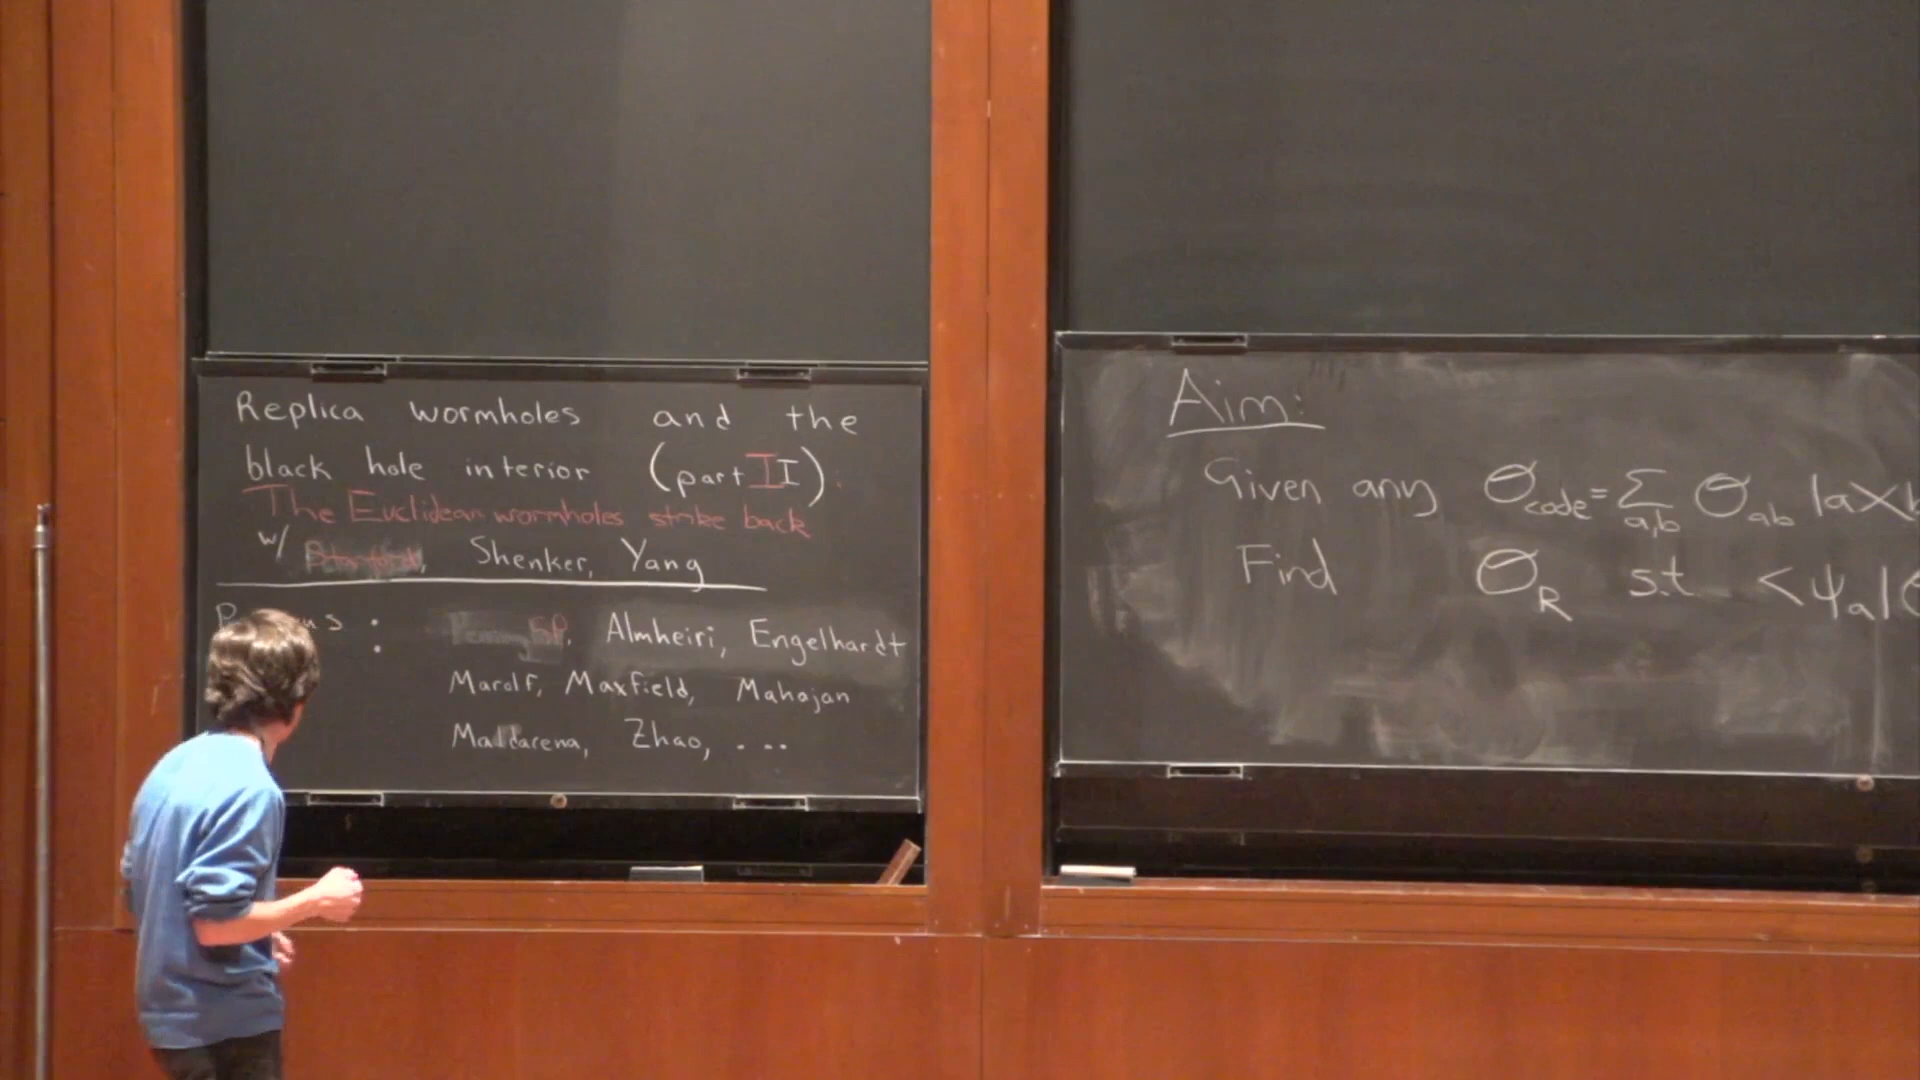 Replica wormholes and the
black hole interior (part II).
The Euclidean wormholes strike back
w/ , Shenker, Yang
: , Almheiri, Engelhardt
Marolf, Maxfield, Mahajan
Maldacena, Zhao, ...
Aim:
Given any O_code = Σ_{a,b} O_ab |a><
Find O_R s.t <ψ_a|